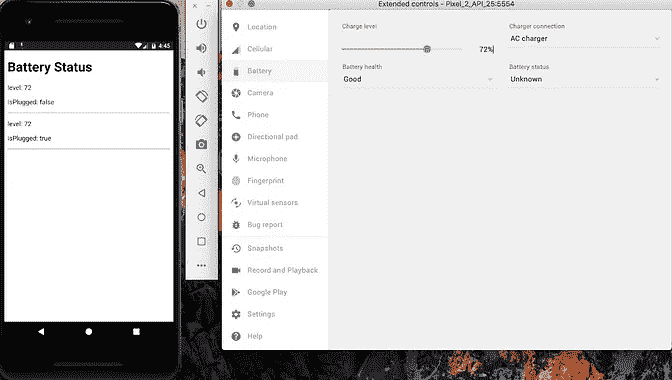 4:45
Battery Status
level: 72
isPlugged: false
level: 72
isPlugged: true
Extended controls - Pixel_2_API_25:5554
Location
Cellular
Battery
Camera
Phone
Directional pad
Microphone
Fingerprint
Virtual sensors
Bug report
Snapshots
Record and Playback
Google Play
Settings
Help
Charge level
72%
Charger connection
AC charger
Battery health
Good
Battery status
Unknown